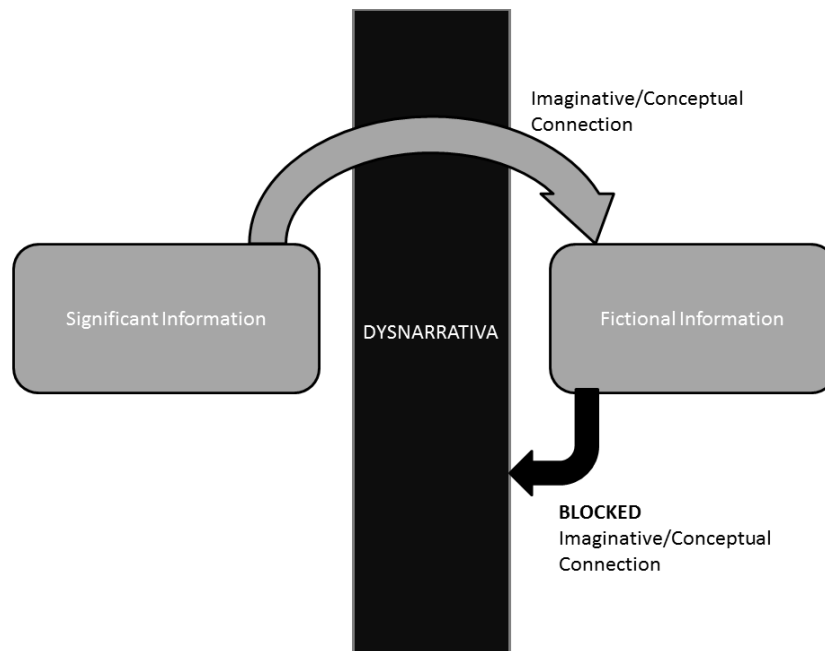 Imaginative/Conceptual
Connection
Significant Information
DYSNARRATIVA
Fictional Information
BLOCKED
Imaginative/Conceptual
Connection